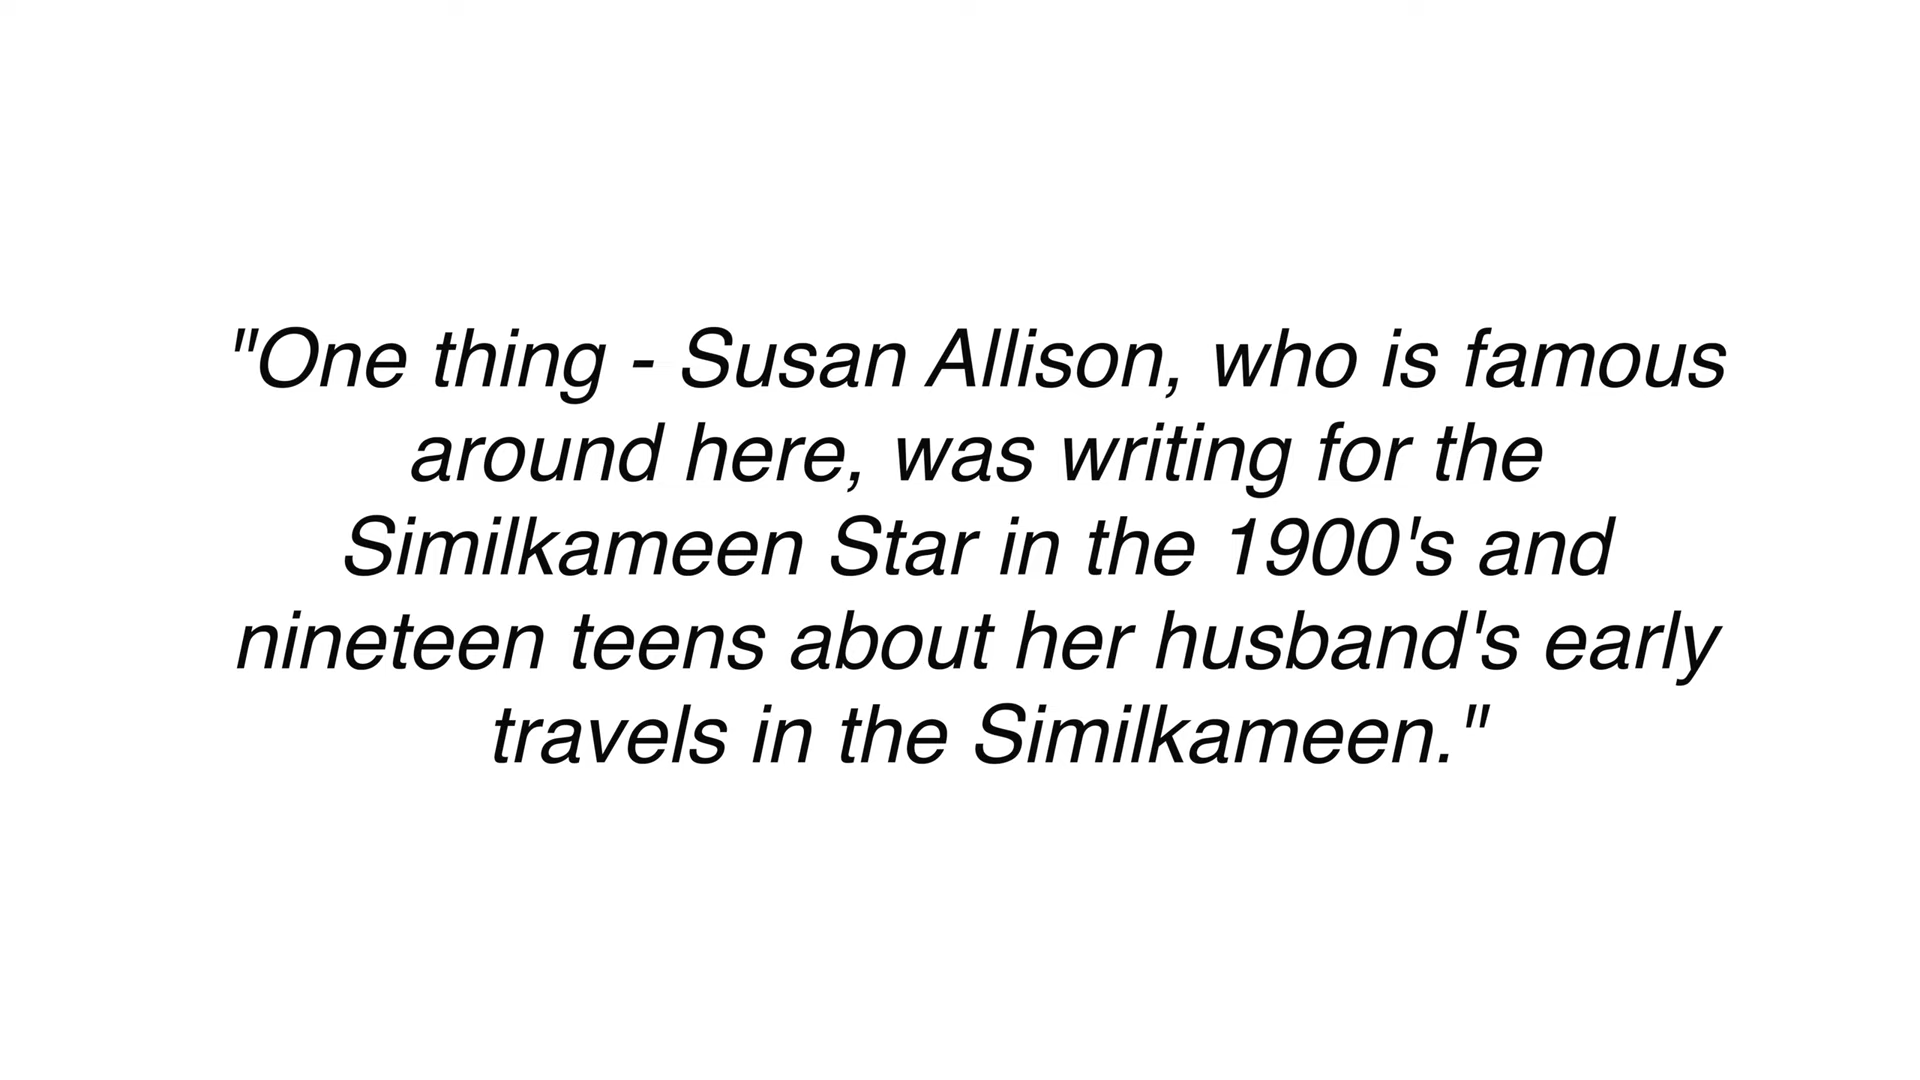 "One thing - Susan Allison, who is famous
around here, was writing for the
Similkameen Star in the 1900's and
nineteen teens about her husband's early
travels in the Similkameen."